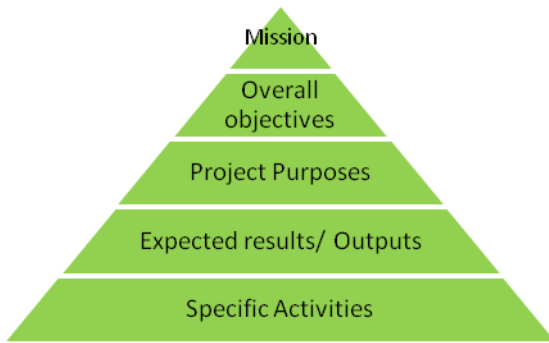 Mission
Overall
objectives
Project Purposes
Expected results/ Outputs
Specific Activities